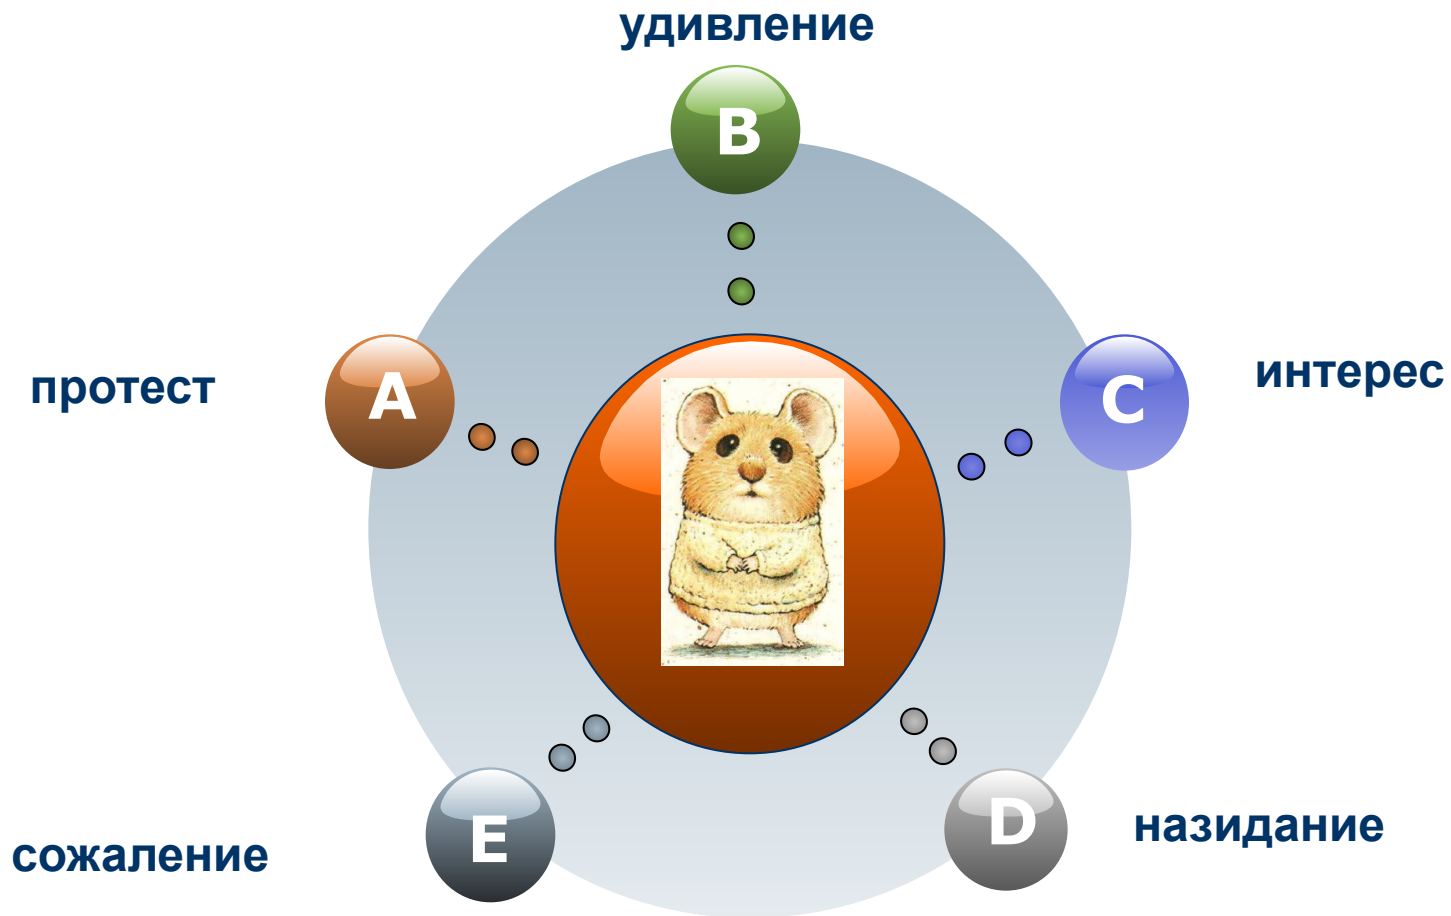 удивление
B
протест
A
C
интерес
E
D
сожаление
назидание